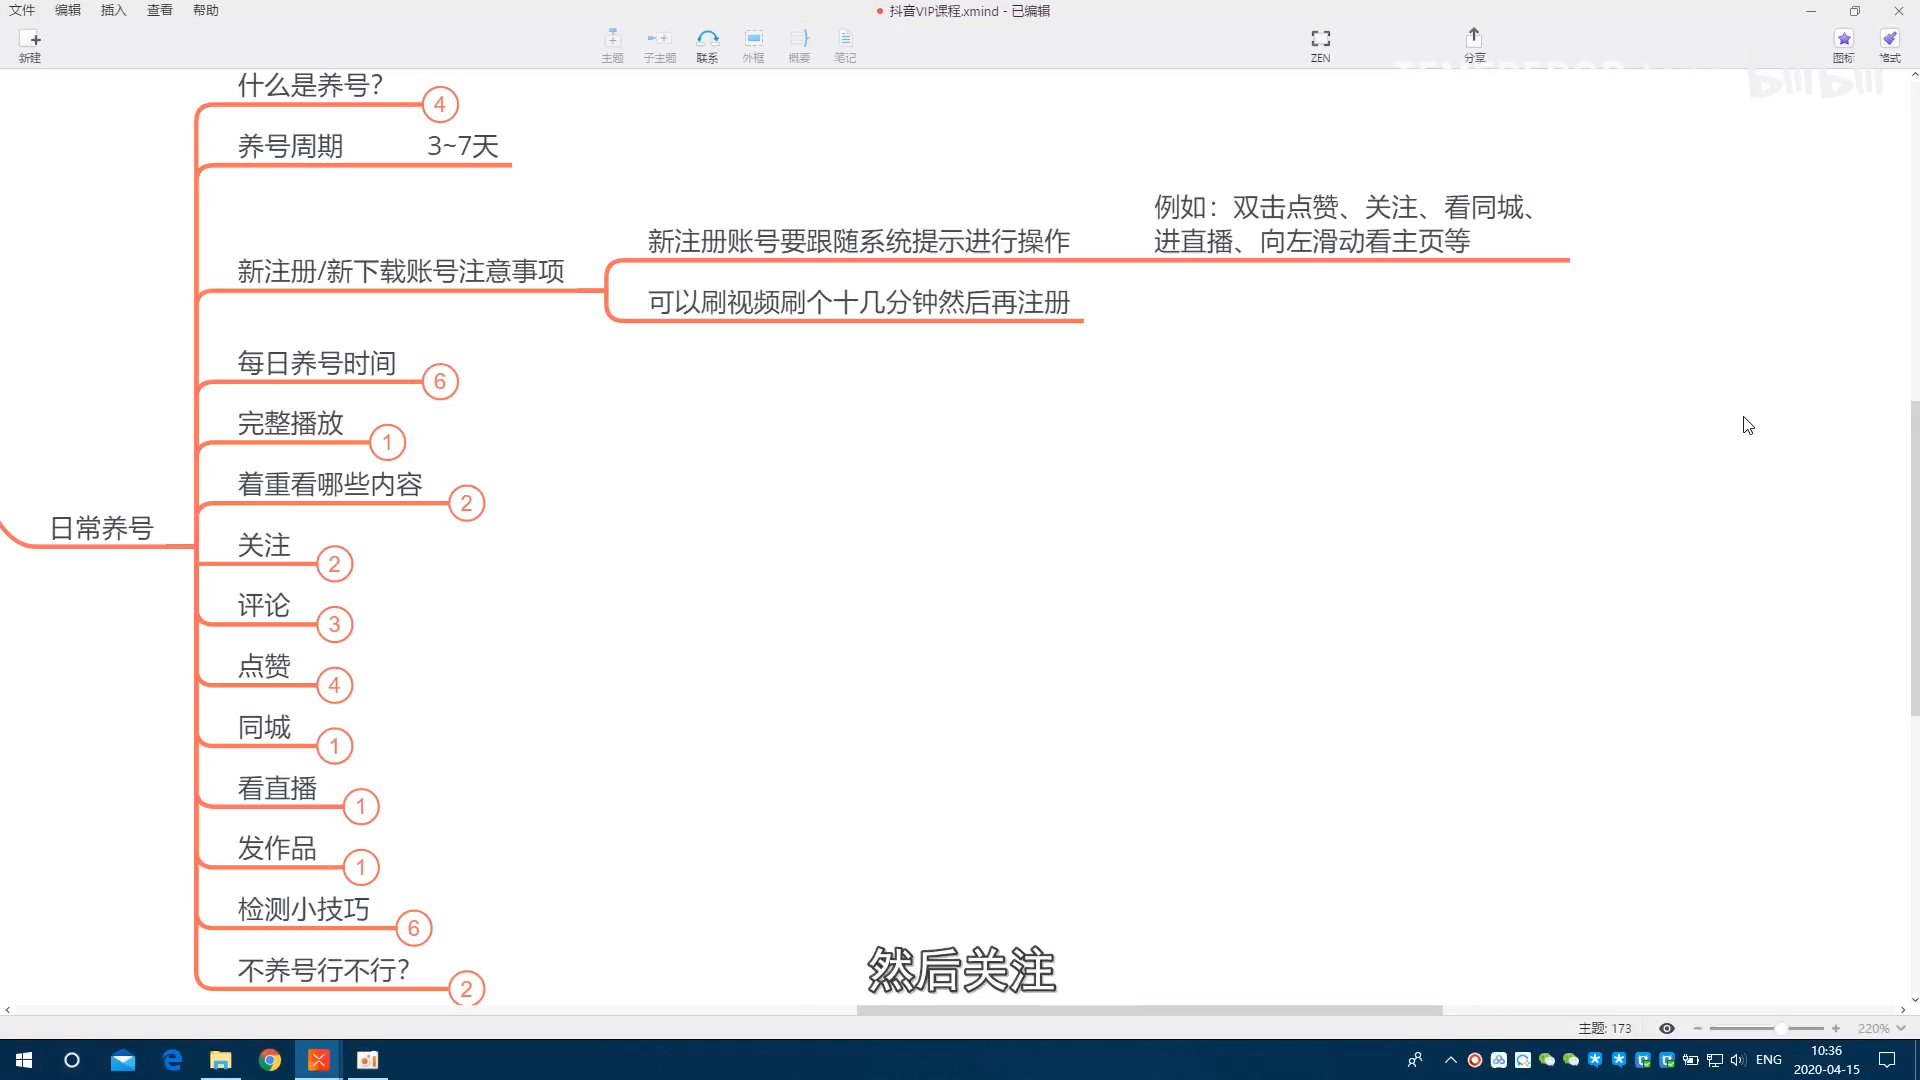 文件 编辑 插入 查看 帮助
抖音VIP课程.xmind - 已编辑
新建 主题 子主题 联系 外框 概要 笔记 ZEN 分享 图标 格式
bilibili
什么是养号? 4
养号周期 3~7天
例如：双击点赞、关注、看同城、
进直播、向左滑动看主页等
新注册账号要跟随系统提示进行操作
新注册/新下载账号注意事项
可以刷视频刷个十几分钟然后再注册
每日养号时间 6
完整播放 1
着重看哪些内容 2
日常养号
关注 2
评论 3
点赞 4
同城 1
看直播 1
发作品 1
检测小技巧 6
不养号行不行? 2
然后关注
主题: 173 220%
ENG
10:36
2020-04-15